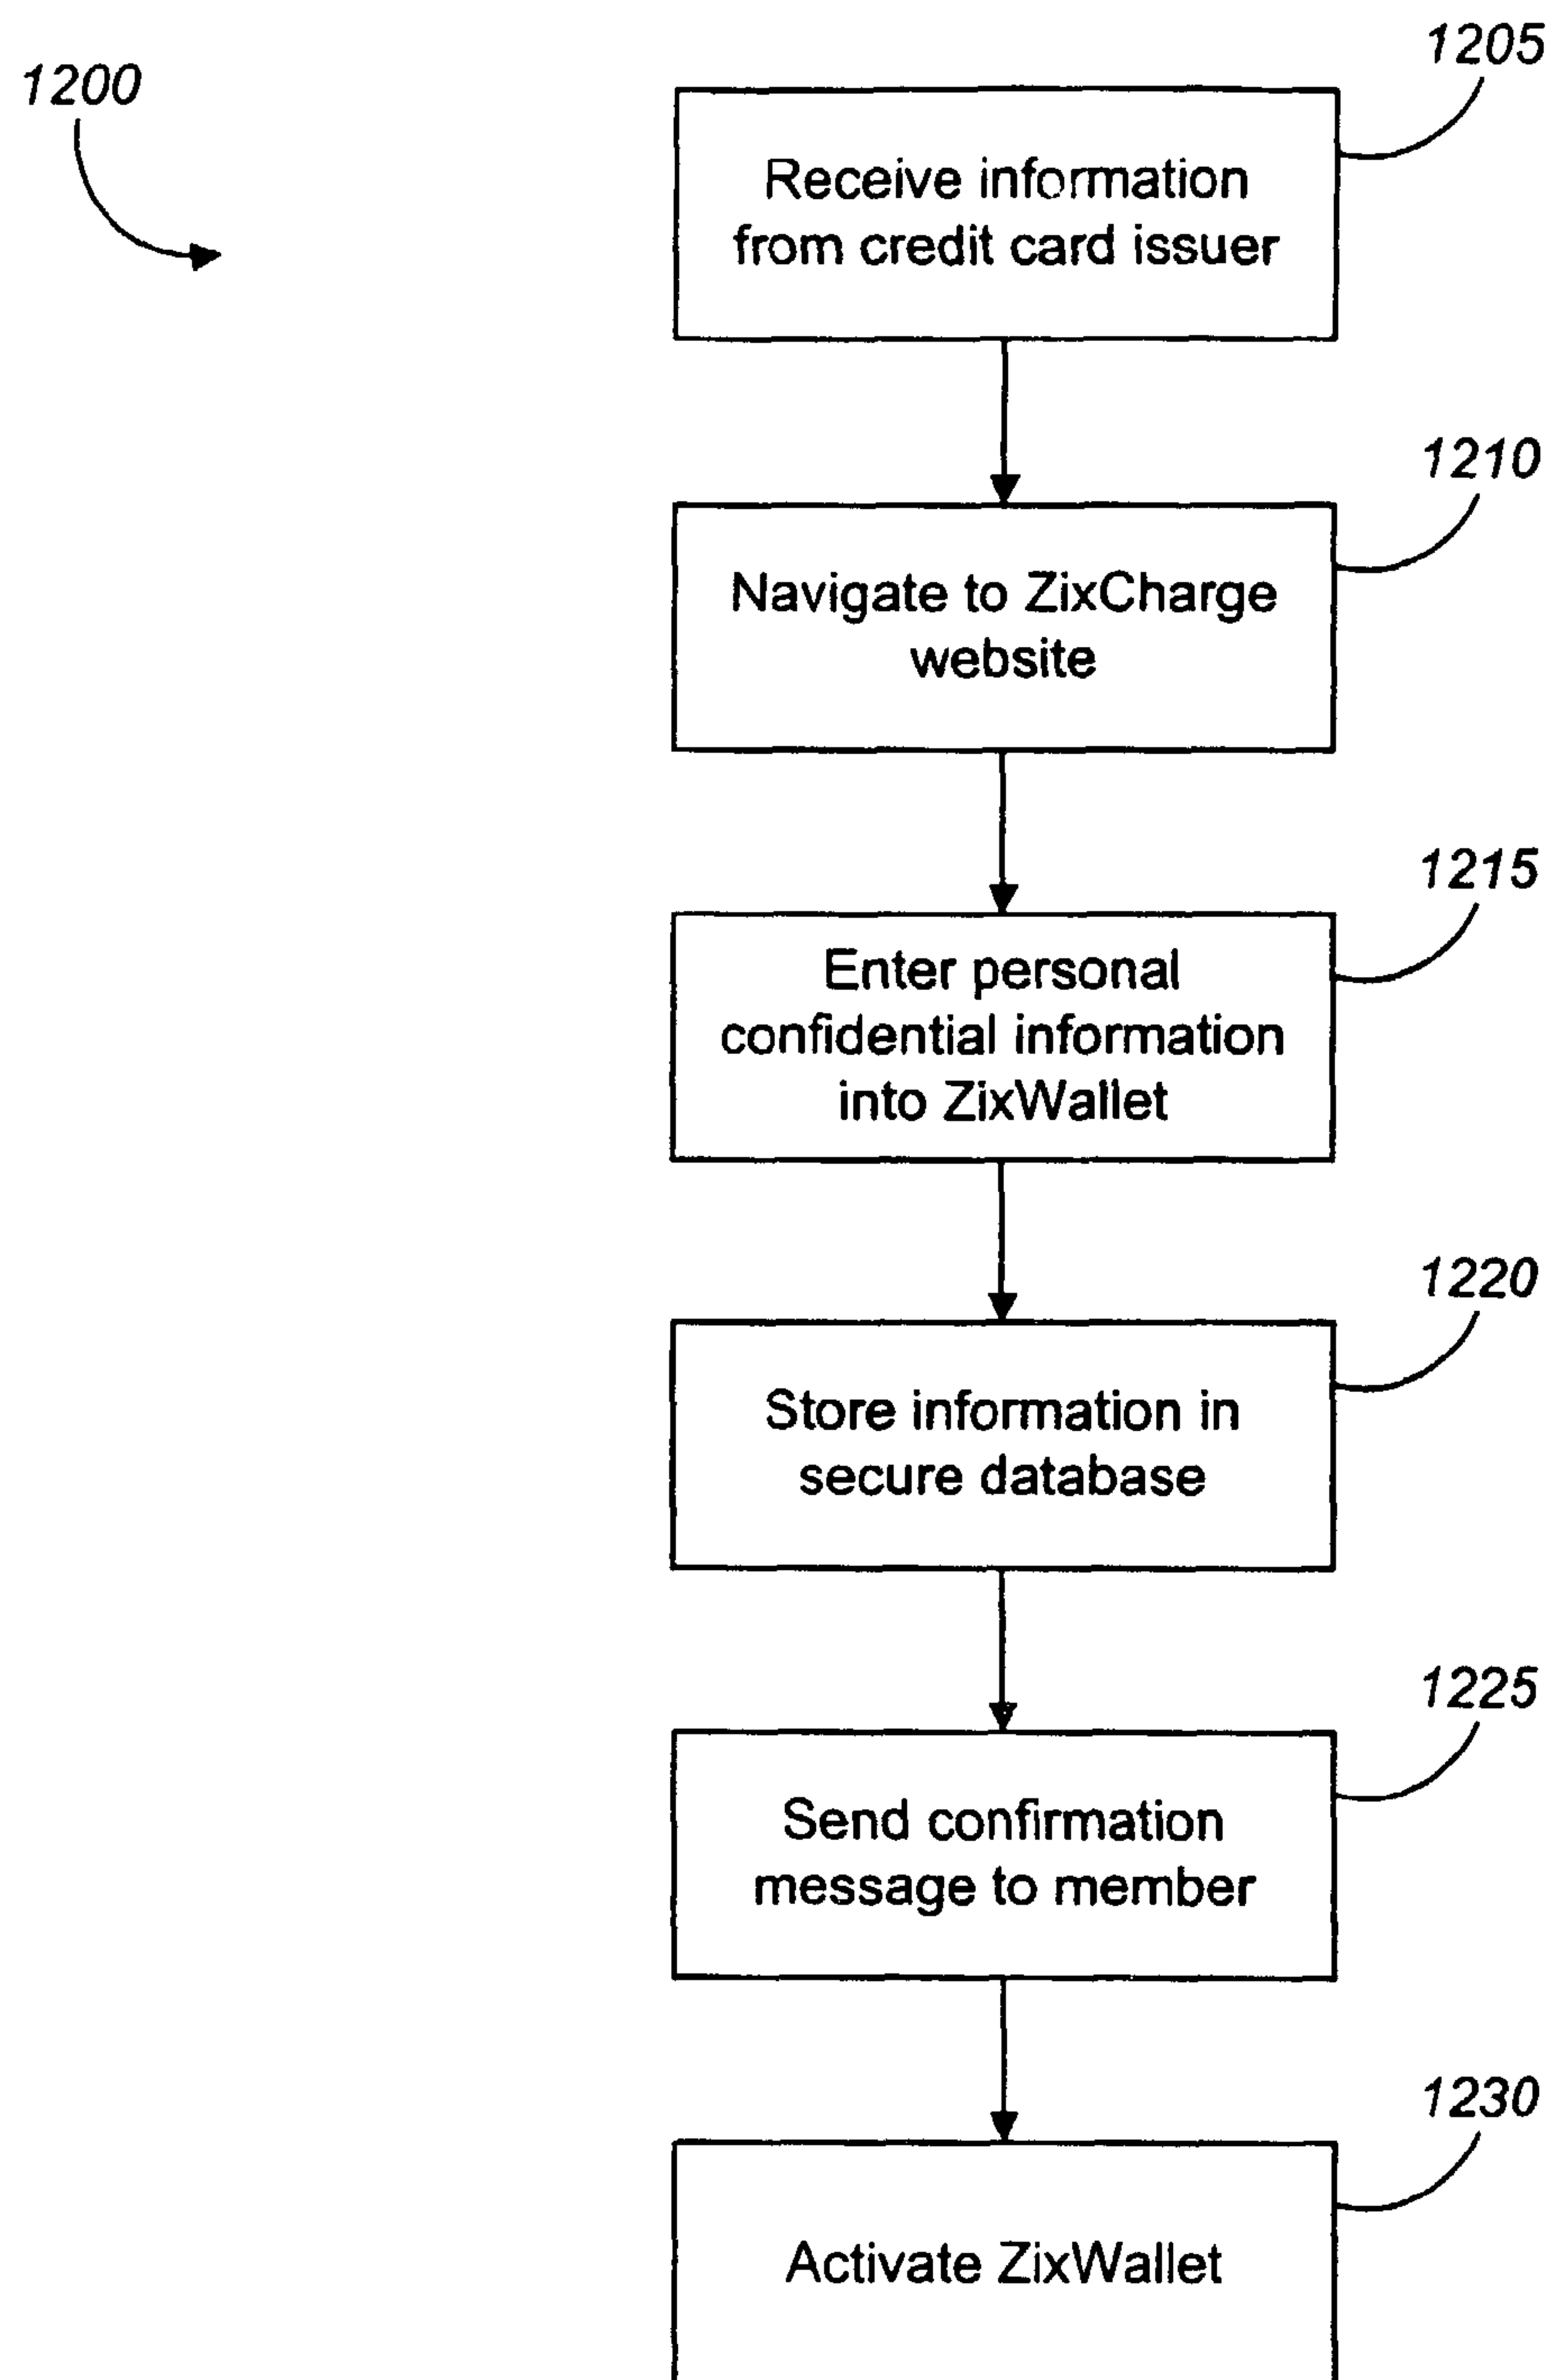 1200
1205
Receive information
from credit card issuer
1210
Navigate to ZixCharge
website
1215
Enter personal
confidential information
into ZixWallet
1220
Store information in
secure database
1225
Send confirmation
message to member
1230
Activate ZixWallet